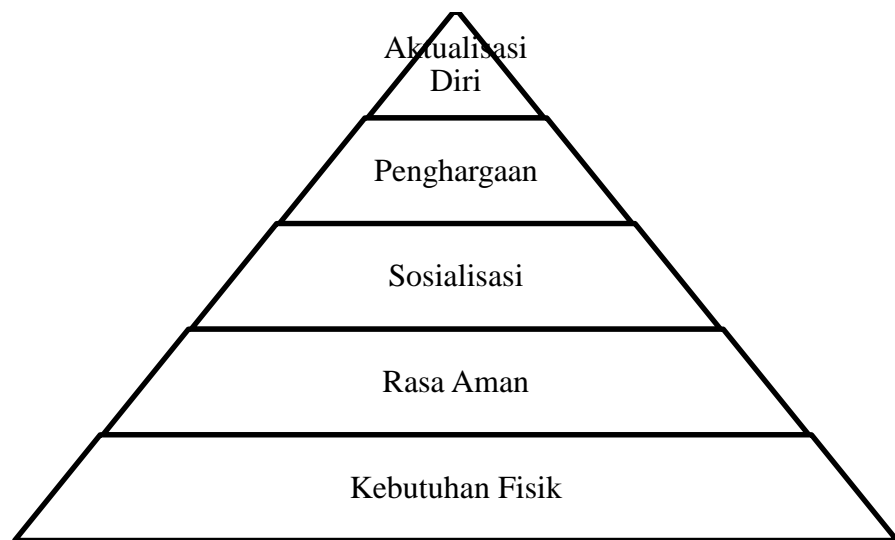 Aktualisasi
Diri
Penghargaan
Sosialisasi
Rasa Aman
Kebutuhan Fisik